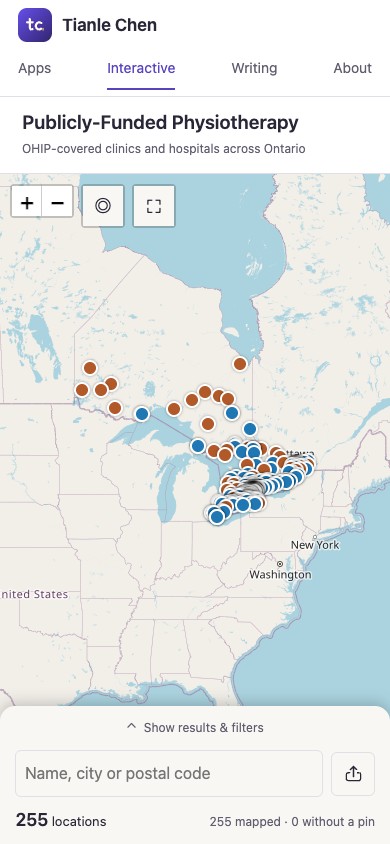 tc
Tianle Chen
Apps
Interactive
Writing
About
Publicly-Funded Physiotherapy
OHIP-covered clinics and hospitals across Ontario
+
−
New York
Washington
nited States
Show results & filters
Name, city or postal code
255 locations
255 mapped · 0 without a pin